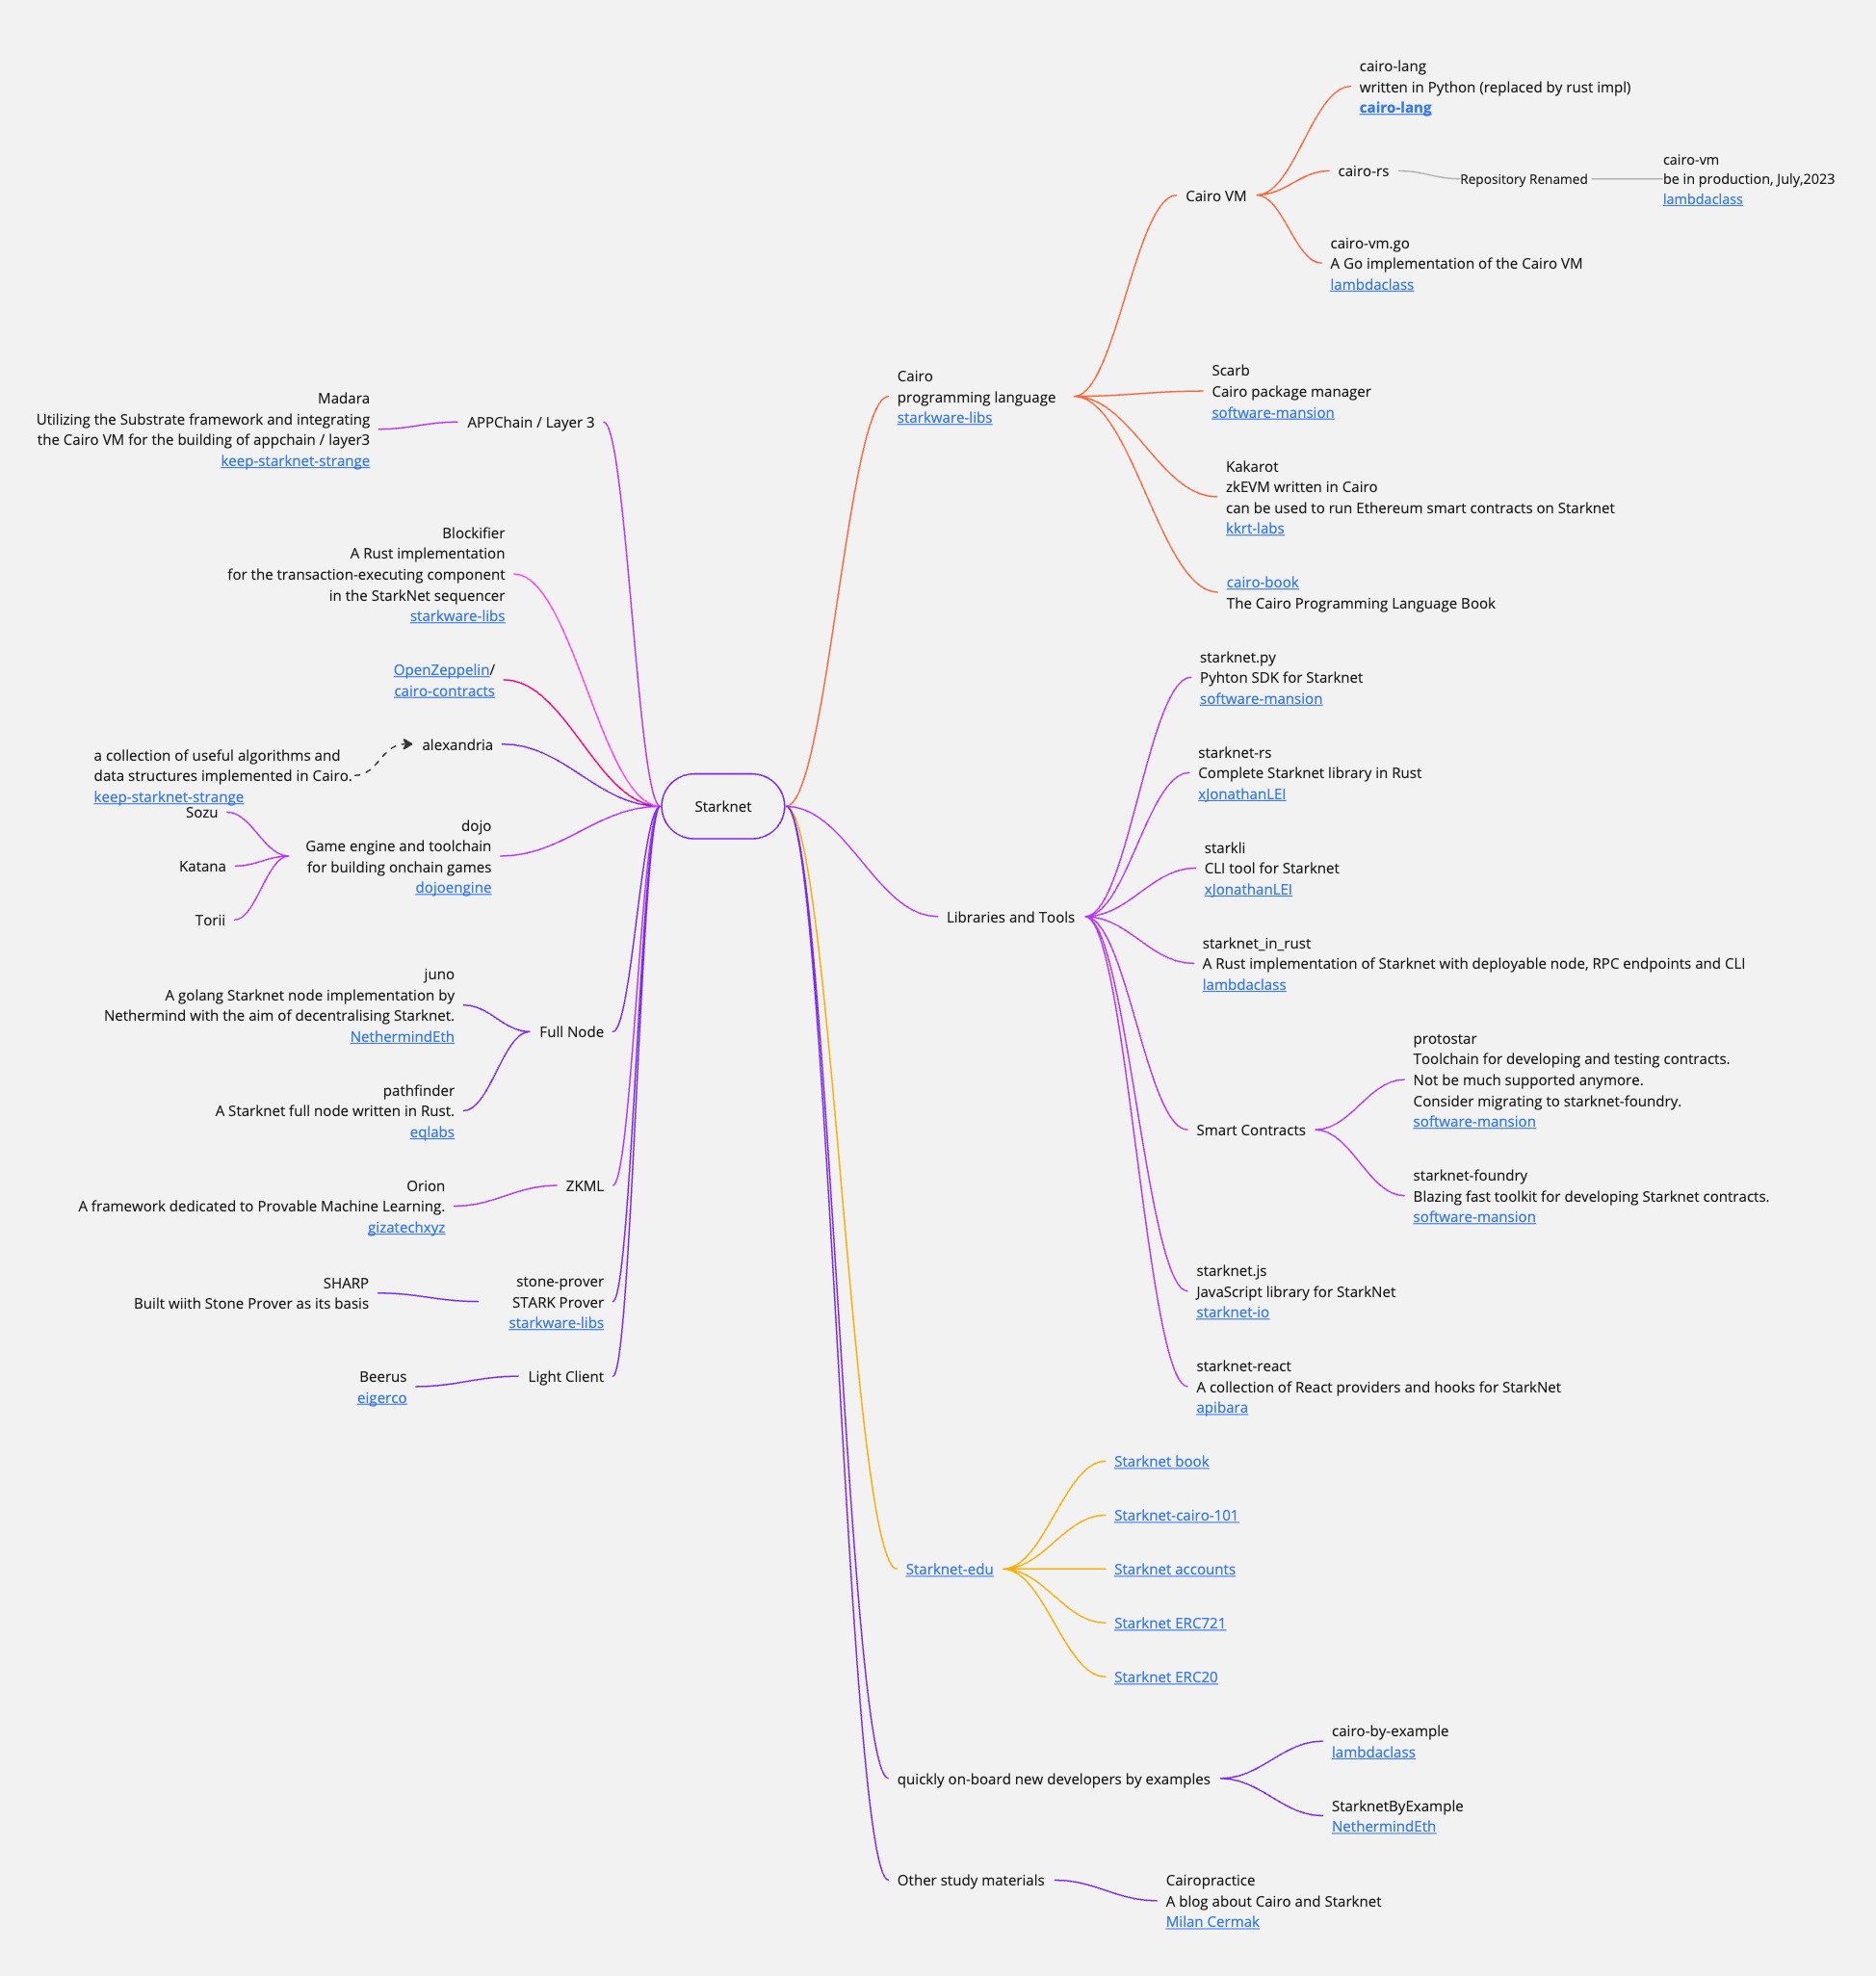 Starknet
Cairo
programming language
starkware-libs
Cairo VM
cairo-lang
written in Python (replaced by rust impl)
cairo-lang
cairo-rs
Repository Renamed
cairo-vm
be in production, July,2023
lambdaclass
cairo-vm.go
A Go implementation of the Cairo VM
lambdaclass
Scarb
Cairo package manager
software-mansion
Kakarot
zkEVM written in Cairo
can be used to run Ethereum smart contracts on Starknet
kkrt-labs
cairo-book
The Cairo Programming Language Book
Libraries and Tools
starknet.py
Pyhton SDK for Starknet
software-mansion
starknet-rs
Complete Starknet library in Rust
xJonathanLEI
starkli
CLI tool for Starknet
xJonathanLEI
starknet_in_rust
A Rust implementation of Starknet with deployable node, RPC endpoints and CLI
lambdaclass
Smart Contracts
protostar
Toolchain for developing and testing contracts.
Not be much supported anymore.
Consider migrating to starknet-foundry.
software-mansion
starknet-foundry
Blazing fast toolkit for developing Starknet contracts.
software-mansion
starknet.js
JavaScript library for StarkNet
starknet-io
starknet-react
A collection of React providers and hooks for StarkNet
apibara
Starknet-edu
Starknet book
Starknet-cairo-101
Starknet accounts
Starknet ERC721
Starknet ERC20
quickly on-board new developers by examples
cairo-by-example
lambdaclass
StarknetByExample
NethermindEth
Other study materials
Cairopractice
A blog about Cairo and Starknet
Milan Cermak
APPChain / Layer 3
Madara
Utilizing the Substrate framework and integrating
the Cairo VM for the building of appchain / layer3
keep-starknet-strange
Blockifier
A Rust implementation
for the transaction-executing component
in the StarkNet sequencer
starkware-libs
OpenZeppelin/
cairo-contracts
alexandria
a collection of useful algorithms and
data structures implemented in Cairo.
keep-starknet-strange
dojo
Game engine and toolchain
for building onchain games
dojoengine
Sozu
Katana
Torii
Full Node
juno
A golang Starknet node implementation by
Nethermind with the aim of decentralising Starknet.
NethermindEth
pathfinder
A Starknet full node written in Rust.
eqlabs
ZKML
Orion
A framework dedicated to Provable Machine Learning.
gizatechxyz
stone-prover
STARK Prover
starkware-libs
SHARP
Built wiith Stone Prover as its basis
Light Client
Beerus
eigerco